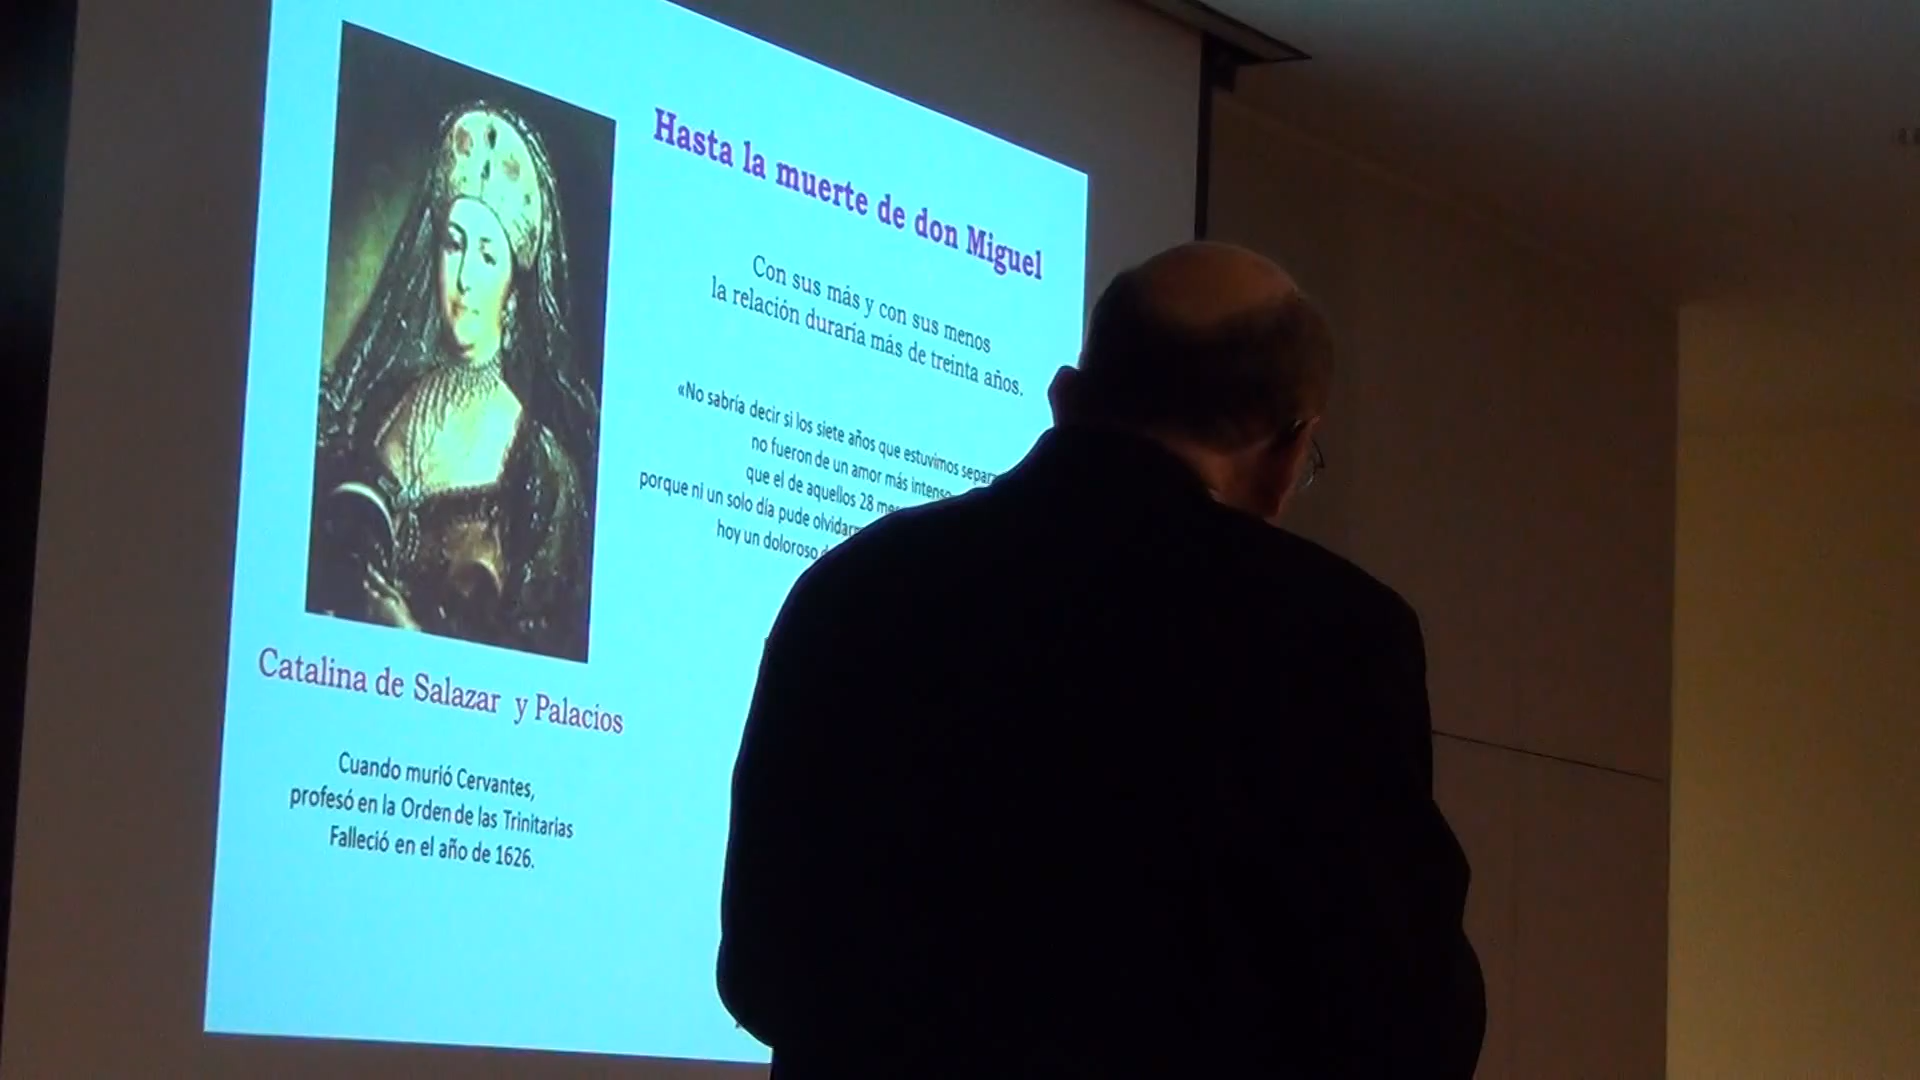 Hasta la muerte de don Miguel
Con sus más y con sus menos
la relación duraría más de treinta años.
«No sabría decir si los siete años que estuvimos
no fueron de un amor más intenso
que el de aquellos 28
porque ni un solo día pude
hoy un doloroso
Catalina de Salazar y Palacios
Cuando murió Cervantes,
profesó en la Orden de las Trinitarias
Falleció en el año de 1626.